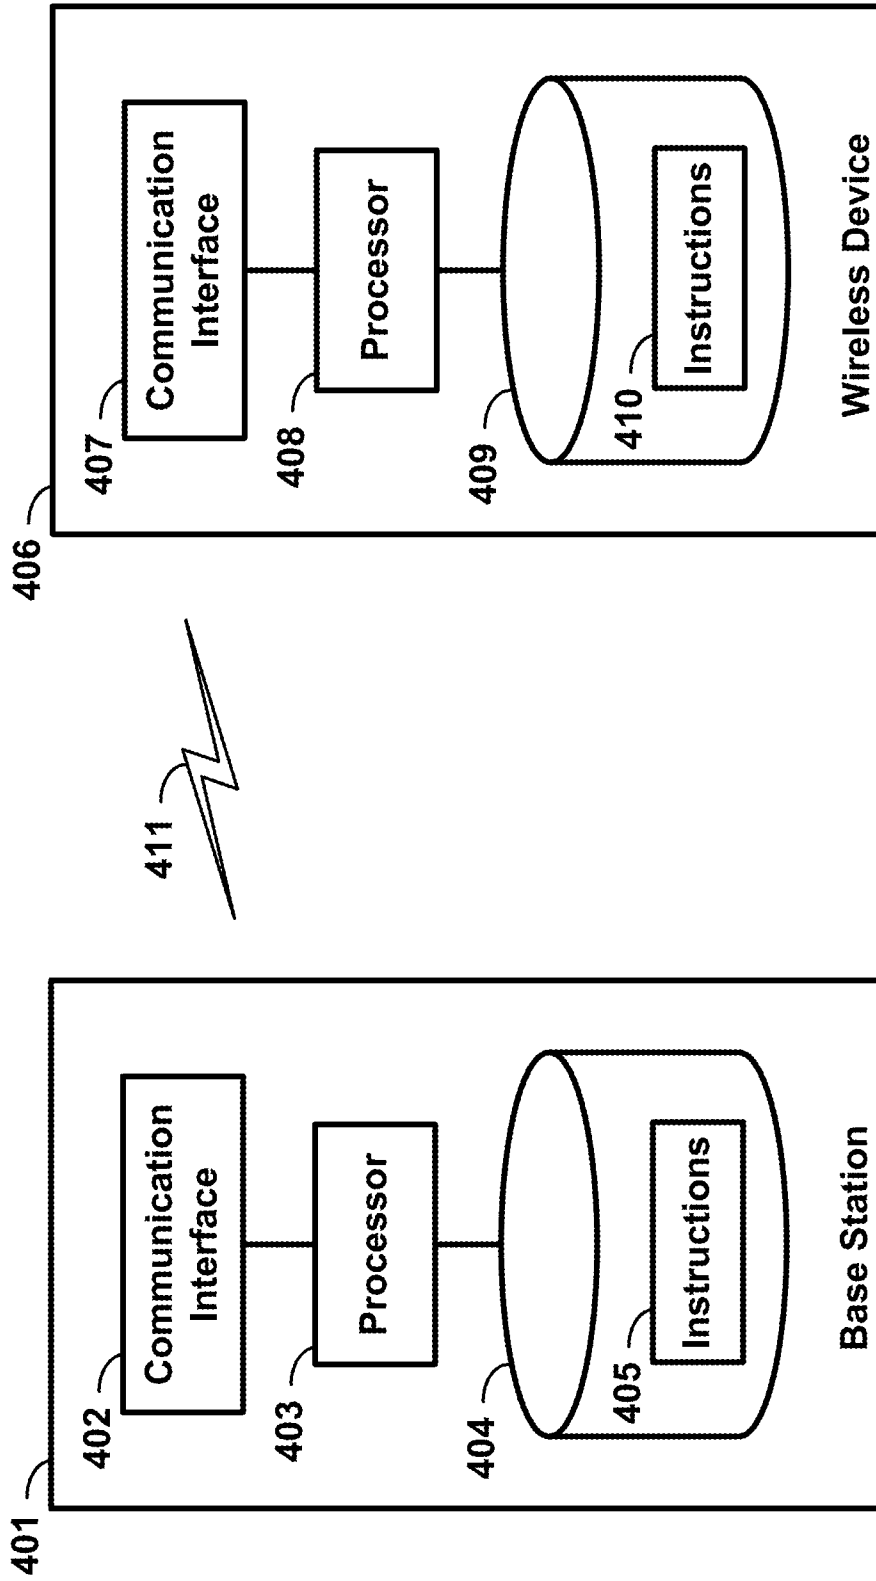 401
402
Communication
Interface
403
Processor
404
405
Instructions
Base Station
411
406
407
Communication
Interface
408
Processor
409
410
Instructions
Wireless Device